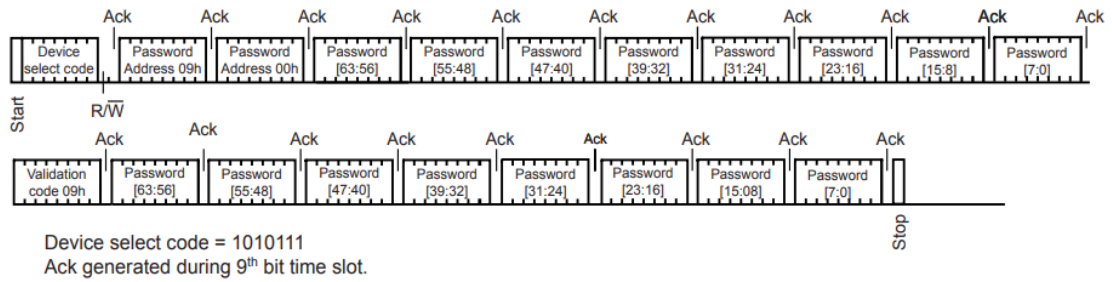 Ack Ack Ack Ack Ack Ack Ack Ack Ack Ack Ack
Device select code Password Address 09h Password Address 00h Password [63:56] Password [55:48] Password [47:40] Password [39:32] Password [31:24] Password [23:16] Password [15:8] Password [7:0]
Start R/W̅
Ack Ack Ack Ack Ack Ack Ack Ack Ack
Validation code 09h Password [63:56] Password [55:48] Password [47:40] Password [39:32] Password [31:24] Password [23:16] Password [15:08] Password [7:0]
Stop
Device select code = 1010111
Ack generated during 9th bit time slot.